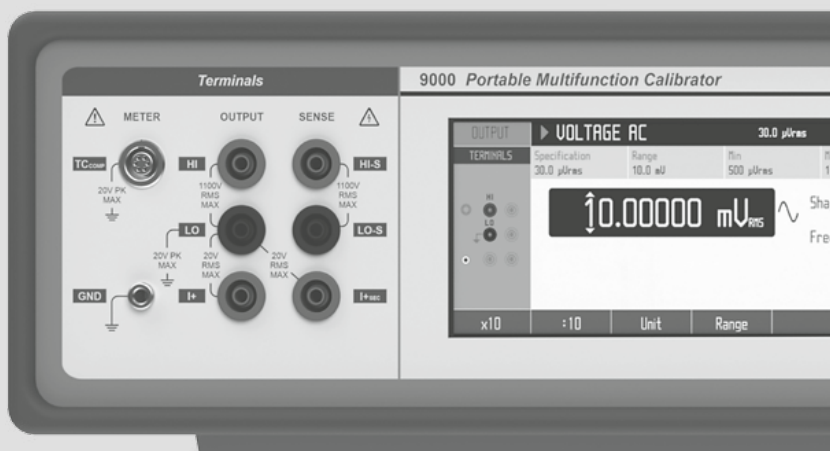 Terminals
9000 Portable Multifunction Calibrator
METER OUTPUT SENSE
TCCOMP HI HI-S
20V PK
MAX
1100V
RMS
MAX
1100V
RMS
MAX
LO LO-S
20V PK
MAX
20V
RMS
MAX
20V
RMS
MAX
GND I+ I+SEC
OUTPUT VOLTAGE AC 30.0 µVrms
TERMINALS
Specification Range Min
30.0 µVrms 10.0 mV 500 µVrms
HI
LO
10.00000 mVRMS
Sha
Fre
x10 :10 Unit Range